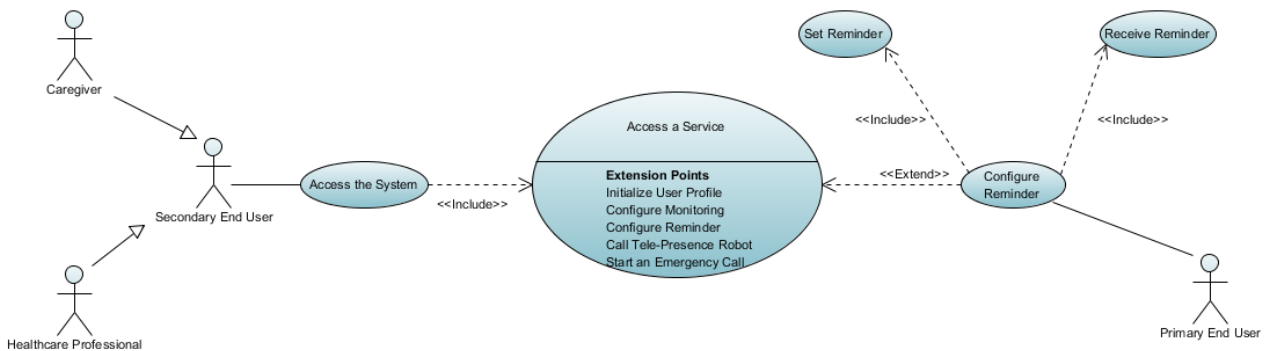 Caregiver
Secondary End User
Healthcare Professional
Access the System
<<Include>>
Access a Service
Extension Points
Initialize User Profile
Configure Monitoring
Configure Reminder
Call Tele-Presence Robot
Start an Emergency Call
Set Reminder
Receive Reminder
<<Include>>
<<Include>>
<<Extend>>
Configure
Reminder
Primary End User